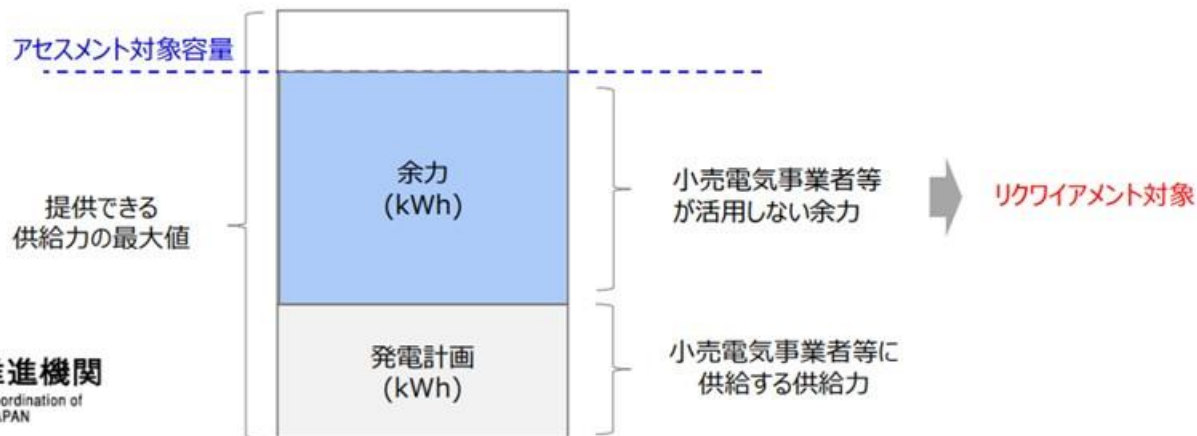 アセスメント対象容量
余力
(kWh)
小売電気事業者等
が活用しない余力
リクワイアメント対象
提供できる
供給力の最大値
発電計画
(kWh)
小売電気事業者等に
供給する供給力
進機関
ordination of
APAN